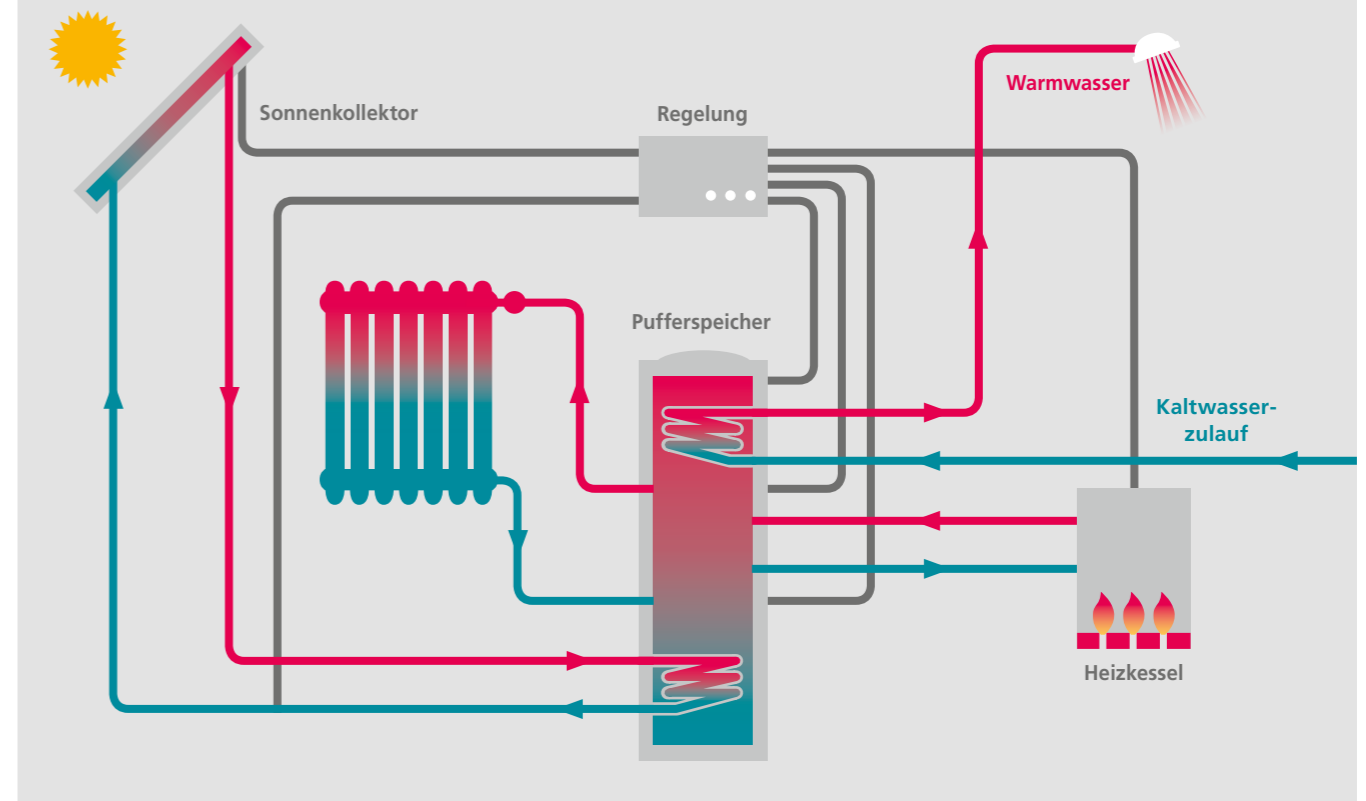 Warmwasser
Sonnenkollektor
Regelung
Pufferspeicher
Kaltwasser-
zulauf
Heizkessel